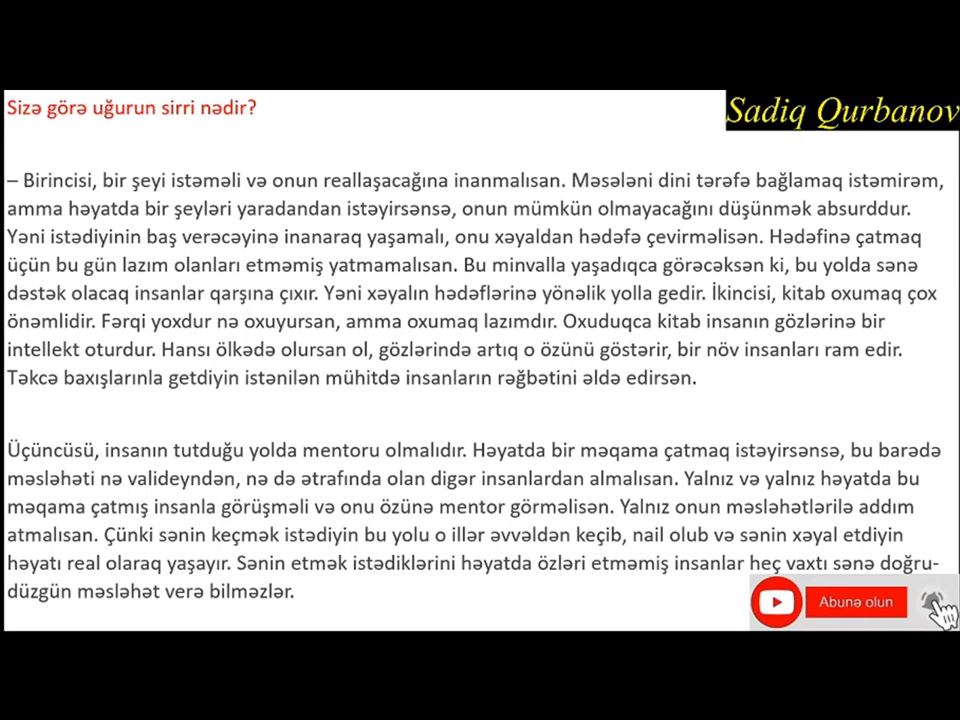 Sizə görə uğurun sirri nədir?
Sadiq Qurbanov
– Birincisi, bir şeyi istəməli və onun reallaşacağına inanmalısan. Məsələni dini tərəfə bağlamaq istəmirəm,
amma həyatda bir şeyləri yaradandan istəyirsənsə, onun mümkün olmayacağını düşünmək absurddur.
Yəni istədiyinin baş verəcəyinə inanaraq yaşamalı, onu xəyaldan hədəfə çevirməlisən. Hədəfinə çatmaq
üçün bu gün lazım olanları etməmiş yatmamalısan. Bu minvalla yaşadıqca görəcəksən ki, bu yolda sənə
dəstək olacaq insanlar qarşına çıxır. Yəni xəyalın hədəflərinə yönəlik yolla gedir. İkincisi, kitab oxumaq çox
önəmlidir. Fərqi yoxdur nə oxuyursan, amma oxumaq lazımdır. Oxuduqca kitab insanın gözlərinə bir
intellekt oturdur. Hansı ölkədə olursan ol, gözlərində artıq o özünü göstərir, bir növ insanları ram edir.
Təkcə baxışlarınla getdiyin istənilən mühitdə insanların rəğbətini əldə edirsən.
Üçüncüsü, insanın tutduğu yolda mentoru olmalıdır. Həyatda bir məqama çatmaq istəyirsənsə, bu barədə
məsləhəti nə valideyndən, nə də ətrafında olan digər insanlardan almalısan. Yalnız və yalnız həyatda bu
məqama çatmış insanla görüşməli və onu özünə mentor görməlisən. Yalnız onun məsləhətlərilə addım
atmalısan. Çünki sənin keçmək istədiyin bu yolu o illər əvvəldən keçib, nail olub və sənin xəyal etdiyin
həyatı real olaraq yaşayır. Sənin etmək istədiklərini həyatda özləri etməmiş insanlar heç vaxtı sənə doğru-
düzgün məsləhət verə bilməzlər.
Abunə olun